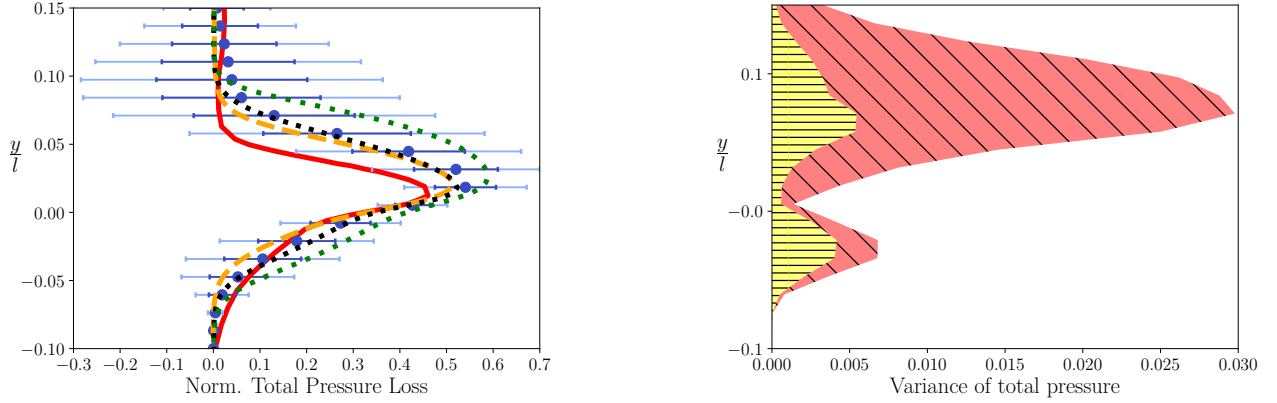 0.15
0.10
0.05
0.00
−0.05
−0.10
y
l
−0.3 −0.2 −0.1 0.0 0.1 0.2 0.3 0.4 0.5 0.6 0.7
Norm. Total Pressure Loss
0.1
−0.0
−0.1
y
l
0.000 0.005 0.010 0.015 0.020 0.025 0.030
Variance of total pressure